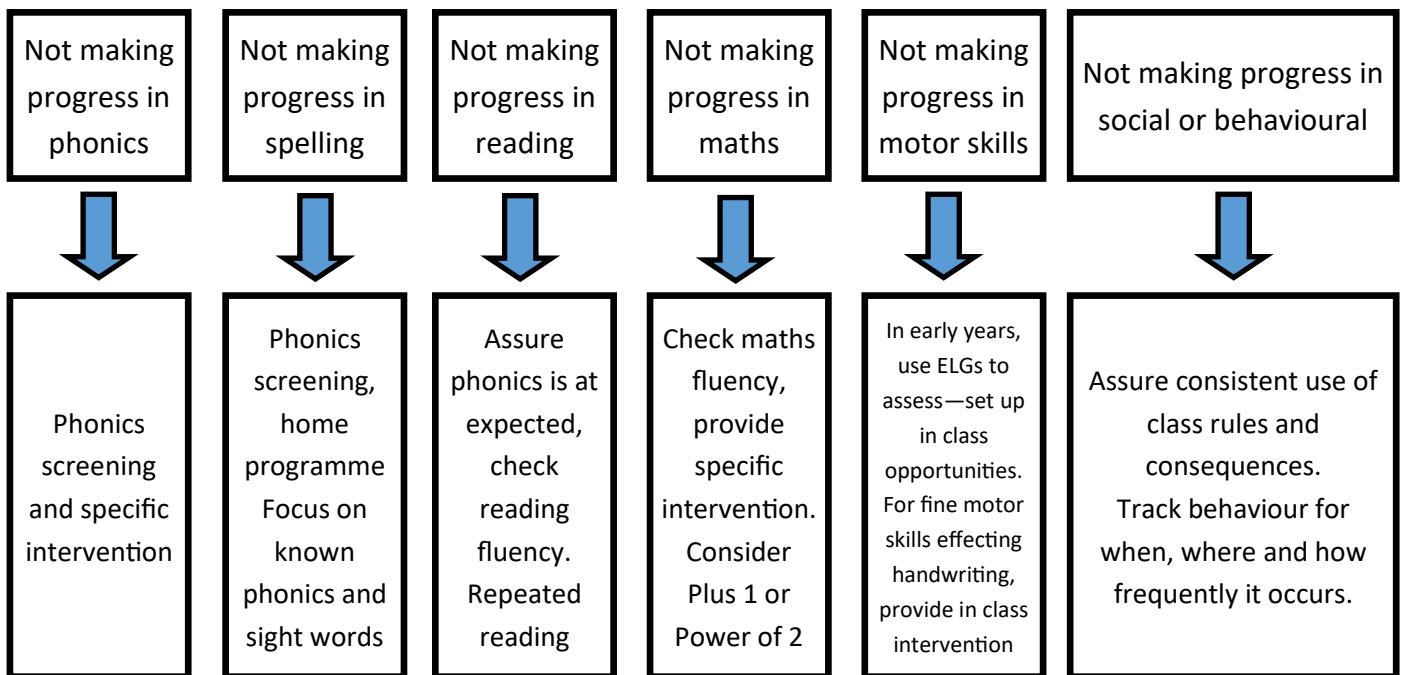 Not making
progress in
phonics
Not making
progress in
spelling
Not making
progress in
reading
Not making
progress in
maths
Not making
progress in
motor skills
Not making progress in
social or behavioural
Phonics
screening
and specific
intervention
Phonics
screening,
home
programme
Focus on
known
phonics and
sight words
Assure
phonics is at
expected,
check
reading
fluency.
Repeated
reading
Check maths
fluency,
provide
specific
intervention.
Consider
Plus 1 or
Power of 2
In early years,
use ELGs to
assess—set up
in class
opportunities.
For fine motor
skills effecting
handwriting,
provide in class
intervention
Assure consistent use of
class rules and
consequences.
Track behaviour for
when, where and how
frequently it occurs.